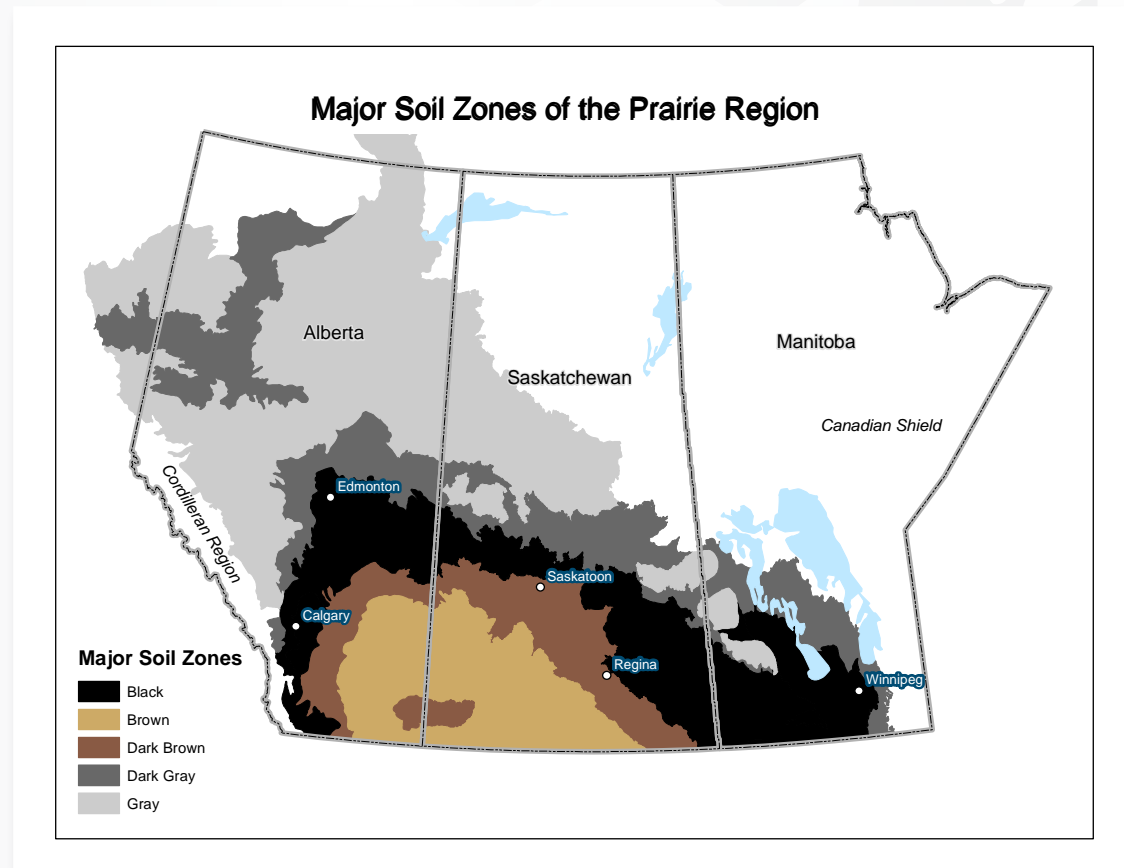 Major Soil Zones of the Prairie Region
Alberta
Manitoba
Saskatchewan
Canadian Shield
Cordilleran Region
Edmonton
Saskatoon
Calgary
Regina
Winnipeg
Major Soil Zones
Black
Brown
Dark Brown
Dark Gray
Gray